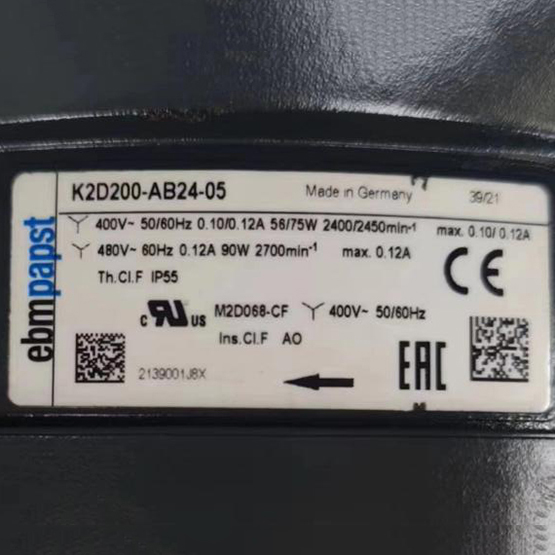 ebmpapst
K2D200-AB24-05 Made in Germany 39/21
400V~ 50/60Hz 0.10/0.12A 56/75W 2400/2450min-¹ max. 0.10/0.12A
480V~ 60Hz 0.12A 90W 2700min-¹ max. 0.12A
Th.Cl.F IP55
CE
c RU US M2D068-CF 400V~ 50/60Hz
Ins.Cl.F AO
EAC
2139001J8X